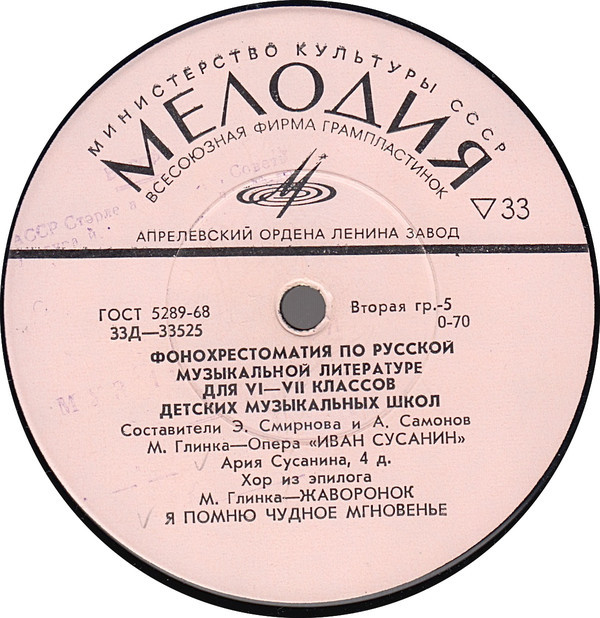 МИНИСТЕРСТВО КУЛЬТУРЫ СССР
МЕЛОДИЯ
ВСЕСОЮЗНАЯ ФИРМА ГРАМПЛАСТИНОК
▽33
АПРЕЛЕВСКИЙ ОРДЕНА ЛЕНИНА ЗАВОД
ГОСТ 5289-68
33Д—33525
Вторая гр.-5
0-70
ФОНОХРЕСТОМАТИЯ ПО РУССКОЙ
МУЗЫКАЛЬНОЙ ЛИТЕРАТУРЕ
ДЛЯ VI—VII КЛАССОВ
ДЕТСКИХ МУЗЫКАЛЬНЫХ ШКОЛ
Составители Э. Смирнова и А. Самонов
М. Глинка—Опера «ИВАН СУСАНИН»
Ария Сусанина, 4 д.
Хор из эпилога
М. Глинка—ЖАВОРОНОК
Я ПОМНЮ ЧУДНОЕ МГНОВЕНЬЕ